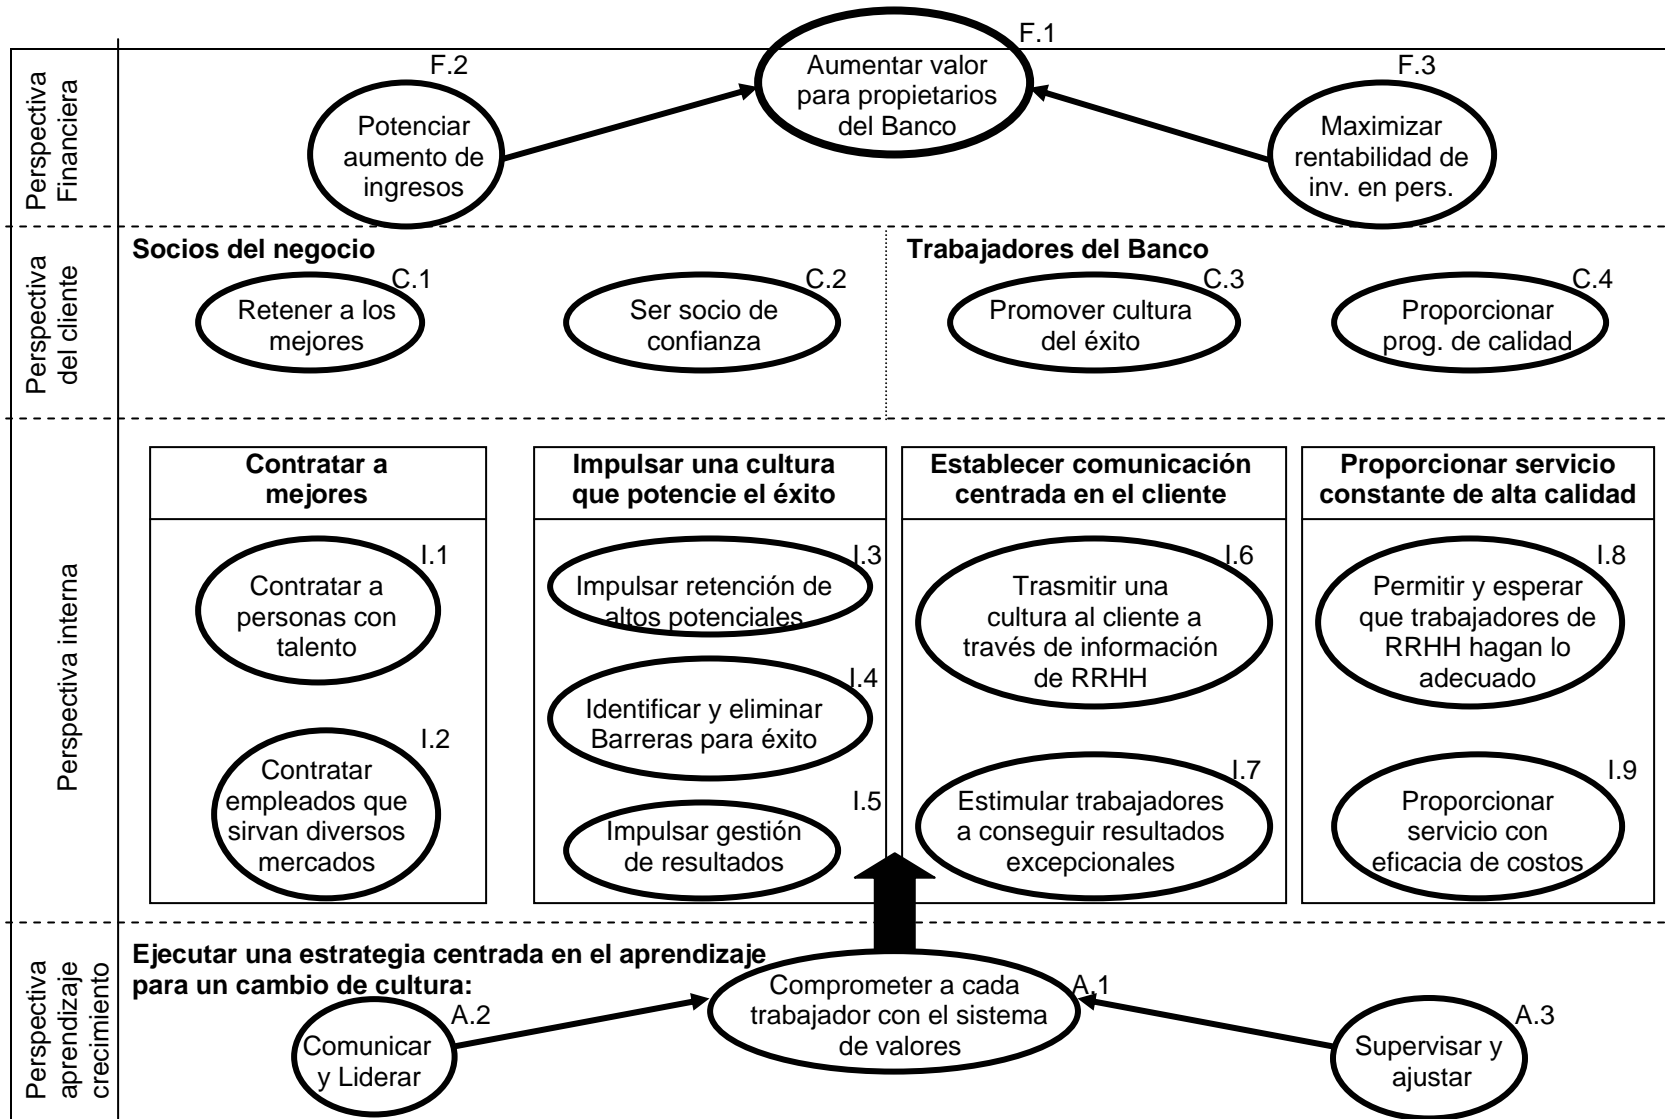 Perspectiva
Financiera
F.1
Aumentar valor
para propietarios
del Banco
F.2
Potenciar
aumento de
ingresos
F.3
Maximizar
rentabilidad de
inv. en pers.
Perspectiva
del cliente
Socios del negocio
C.1
Retener a los
mejores
C.2
Ser socio de
confianza
Trabajadores del Banco
C.3
Promover cultura
del éxito
C.4
Proporcionar
prog. de calidad
Perspectiva interna
Contratar a
mejores
I.1
Contratar a
personas con
talento
I.2
Contratar
empleados que
sirvan diversos
mercados
Impulsar una cultura
que potencie el éxito
I.3
Impulsar retención de
altos potenciales
I.4
Identificar y eliminar
Barreras para éxito
I.5
Impulsar gestión
de resultados
Establecer comunicación
centrada en el cliente
I.6
Trasmitir una
cultura al cliente a
través de información
de RRHH
I.7
Estimular trabajadores
a conseguir resultados
excepcionales
Proporcionar servicio
constante de alta calidad
I.8
Permitir y esperar
que trabajadores de
RRHH hagan lo
adecuado
I.9
Proporcionar
servicio con
eficacia de costos
Perspectiva
aprendizaje
crecimiento
Ejecutar una estrategia centrada en el aprendizaje
para un cambio de cultura:
A.2
Comunicar
y Liderar
A.1
Comprometer a cada
trabajador con el sistema
de valores
A.3
Supervisar y
ajustar